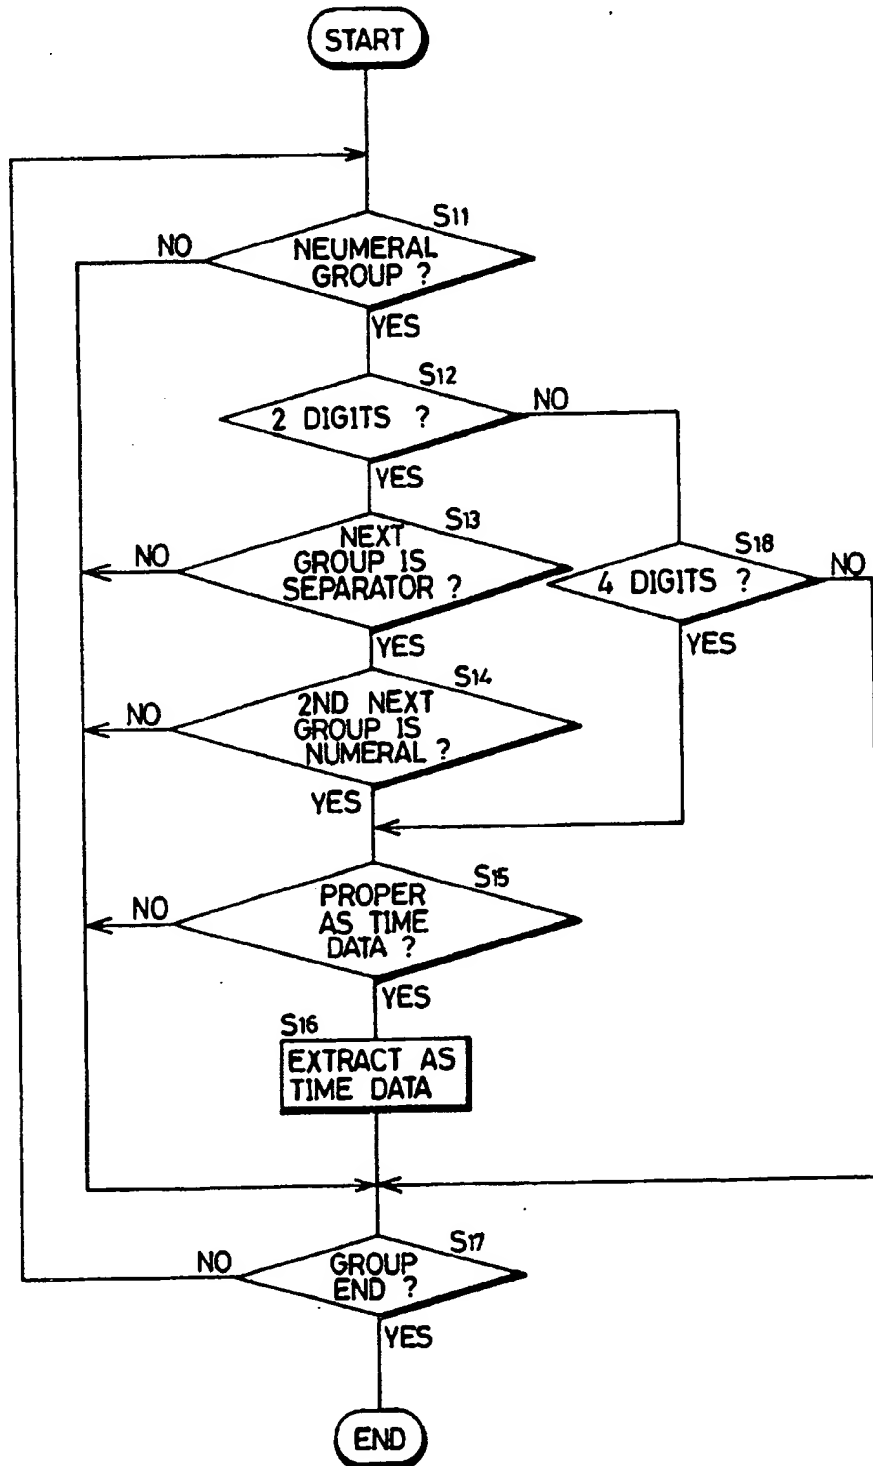 START
S11
NO
NEUMERAL
GROUP ?
YES
S12
2 DIGITS ?
NO
YES
S13
NO
NEXT
GROUP IS
SEPARATOR ?
YES
S18
4 DIGITS ?
NO
YES
S14
NO
2ND NEXT
GROUP IS
NUMERAL ?
YES
S15
NO
PROPER
AS TIME
DATA ?
YES
S16
EXTRACT AS
TIME DATA
S17
NO
GROUP
END ?
YES
END